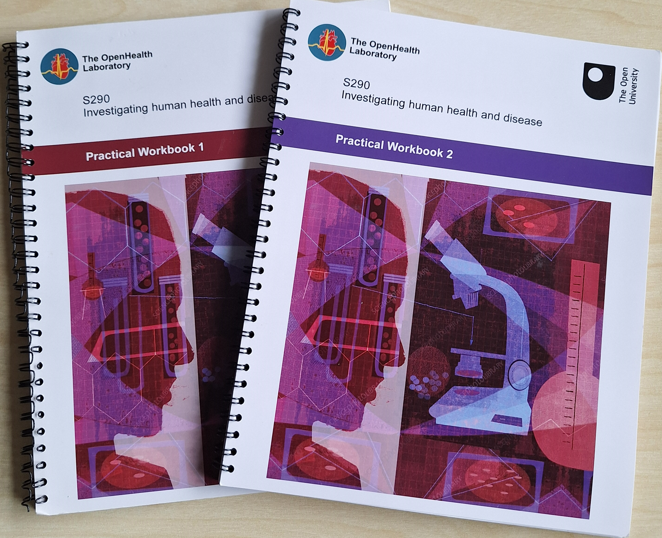 The OpenHealth
Laboratory
S290
Investigating human health and dise
Practical Workbook 1
The OpenHealth
Laboratory
S290
Investigating human health and disease
The Open
University
Practical Workbook 2